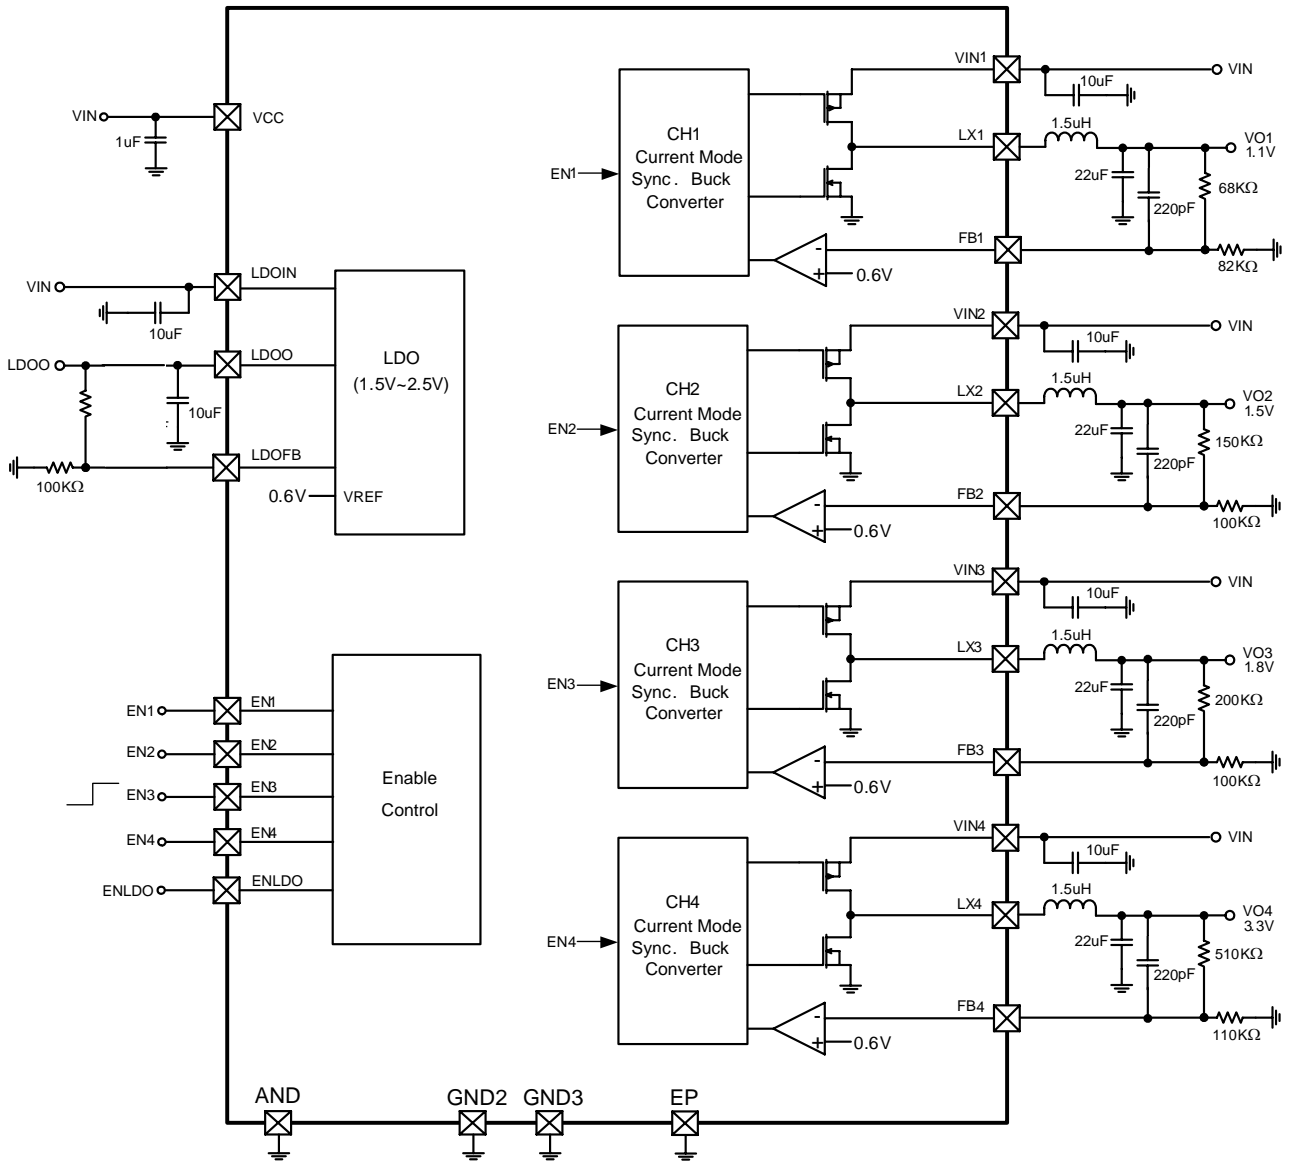 VIN
1uF
VCC
VIN
LDOIN
10uF
LDOO
LDOO
10uF
LDOFB
100KΩ
0.6V
VREF
LDO
(1.5V~2.5V)
EN1
EN1
EN2
EN2
EN3
EN3
EN4
EN4
ENLDO
ENLDO
Enable
Control
EN1
CH1
Current Mode
Sync. Buck
Converter
VIN1
10uF
VIN
LX1
1.5uH
VO1
1.1V
22uF
220pF
68KΩ
FB1
82KΩ
0.6V
EN2
CH2
Current Mode
Sync. Buck
Converter
VIN2
10uF
VIN
LX2
1.5uH
VO2
1.5V
22uF
220pF
150KΩ
FB2
100KΩ
0.6V
EN3
CH3
Current Mode
Sync. Buck
Converter
VIN3
10uF
VIN
LX3
1.5uH
VO3
1.8V
22uF
220pF
200KΩ
FB3
100KΩ
0.6V
EN4
CH4
Current Mode
Sync. Buck
Converter
VIN4
10uF
VIN
LX4
1.5uH
VO4
3.3V
22uF
220pF
510KΩ
FB4
110KΩ
0.6V
AND
GND2
GND3
EP